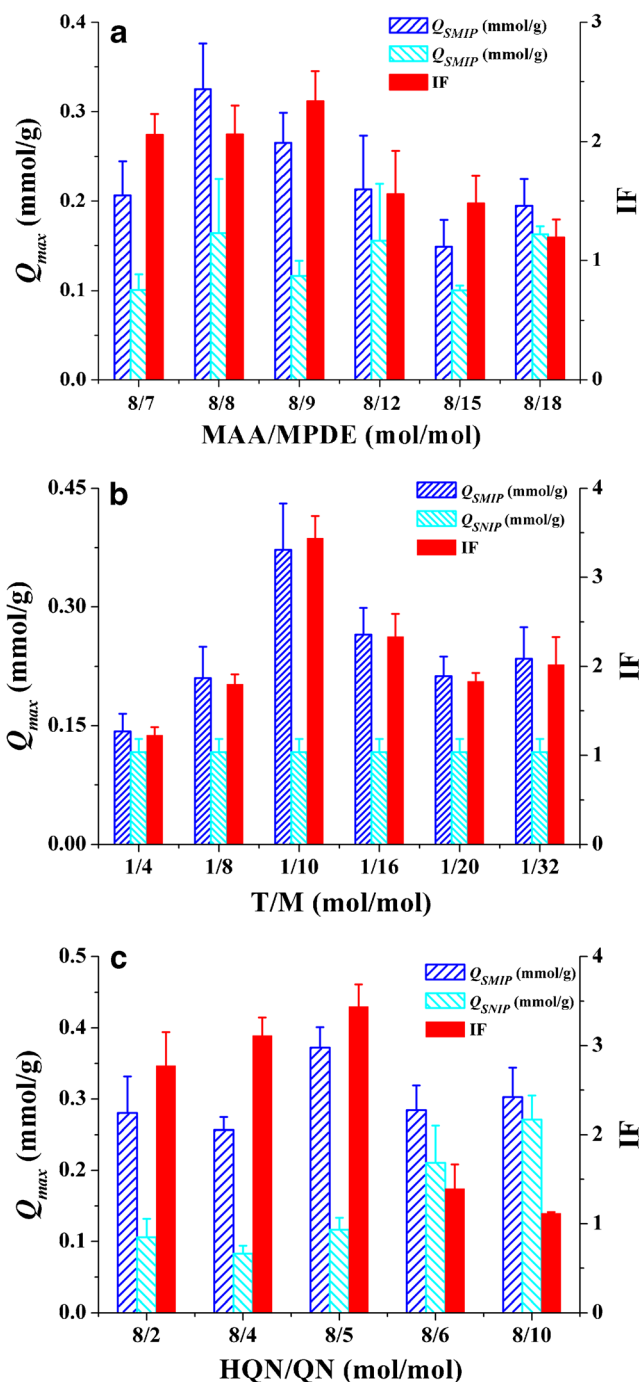 a
Q_SMIP (mmol/g)
Q_SMIP (mmol/g)
IF
0.4
0.3
0.2
0.1
0.0
Q_max (mmol/g)
3
2
1
0
IF
8/7 8/8 8/9 8/12 8/15 8/18
MAA/MPDE (mol/mol)
b
Q_SMIP (mmol/g)
Q_SNIP (mmol/g)
IF
0.45
0.30
0.15
0.00
Q_max (mmol/g)
4
3
2
1
0
IF
1/4 1/8 1/10 1/16 1/20 1/32
T/M (mol/mol)
c
Q_SMIP (mmol/g)
Q_SNIP (mmol/g)
IF
0.5
0.4
0.3
0.2
0.1
0.0
Q_max (mmol/g)
4
3
2
1
0
IF
8/2 8/4 8/5 8/6 8/10
HQN/QN (mol/mol)